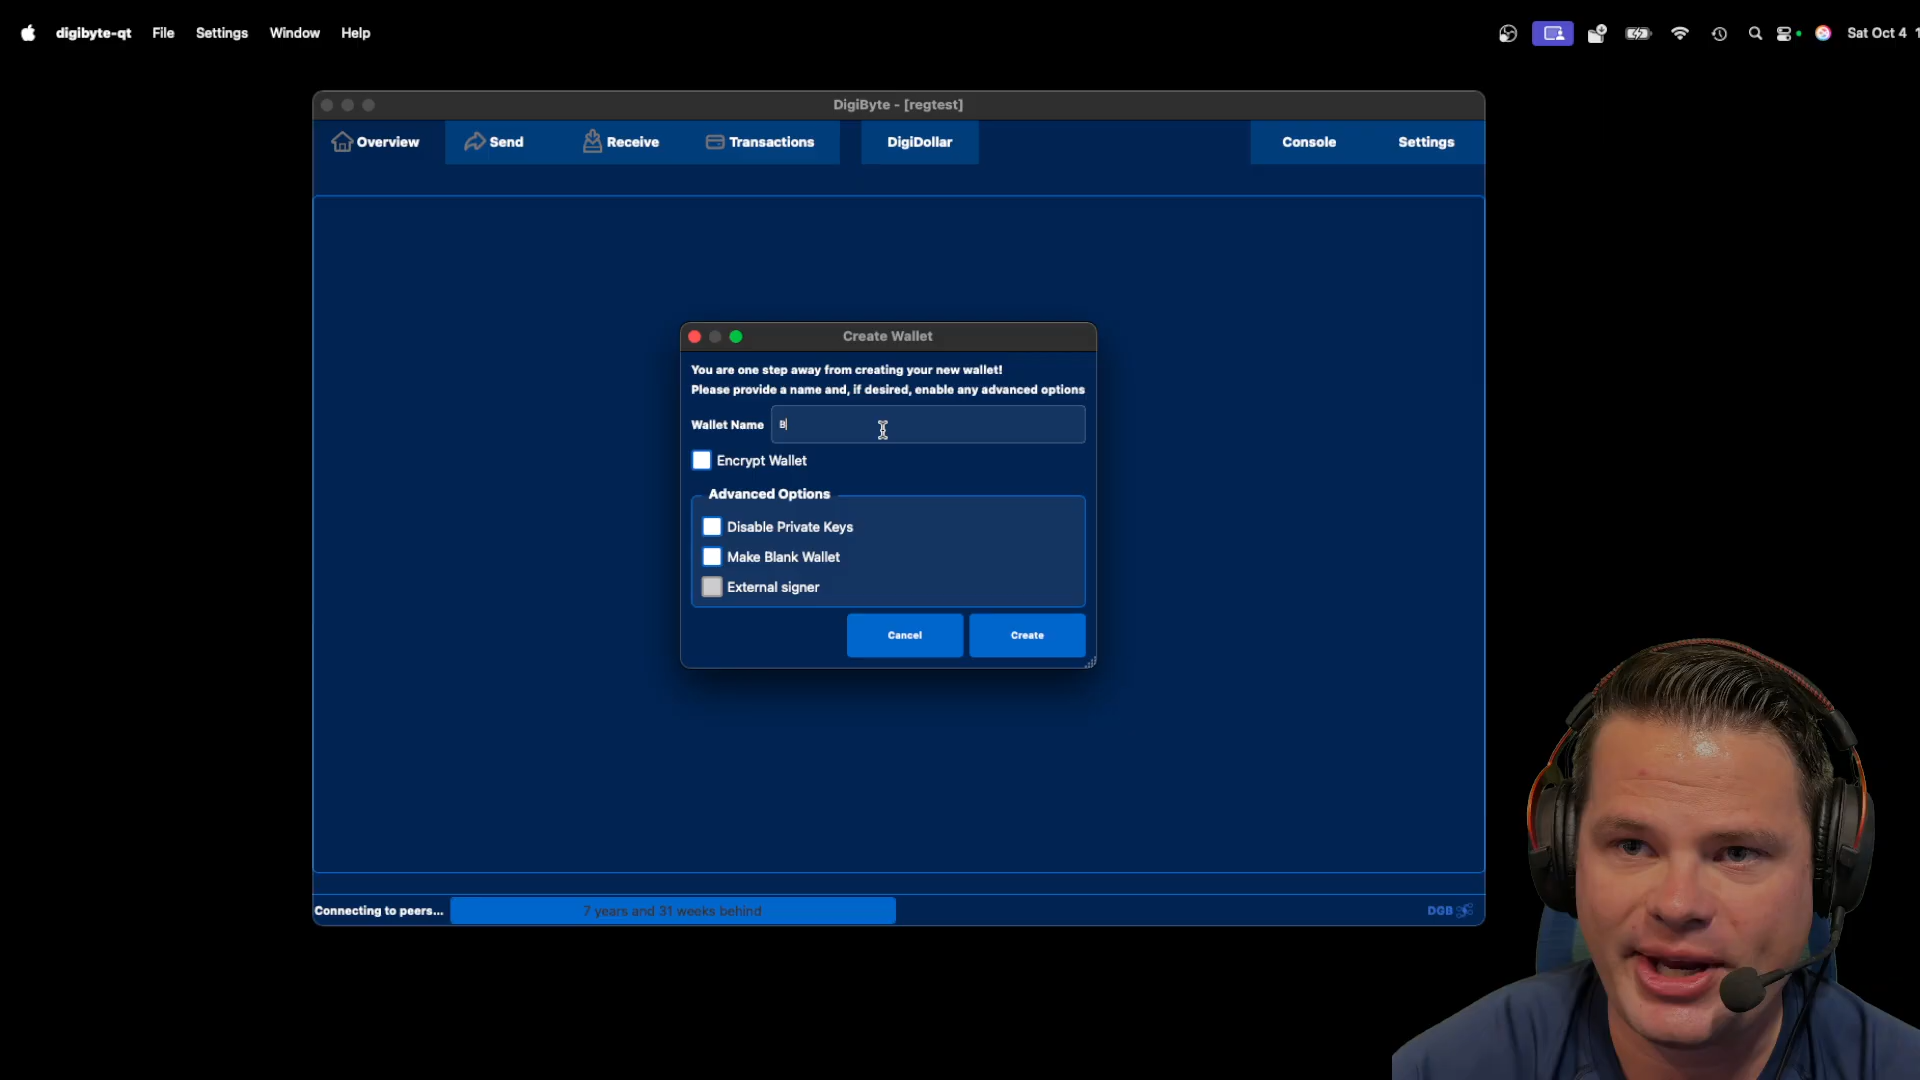 digibyte-qt File Settings Window Help
Sat Oct 4 1
DigiByte - [regtest]
Overview Send Receive Transactions DigiDollar Console Settings
Create Wallet
You are one step away from creating your new wallet!
Please provide a name and, if desired, enable any advanced options
Wallet Name B
Encrypt Wallet
Advanced Options
Disable Private Keys
Make Blank Wallet
External signer
Cancel Create
Connecting to peers... 7 years and 31 weeks behind DGB